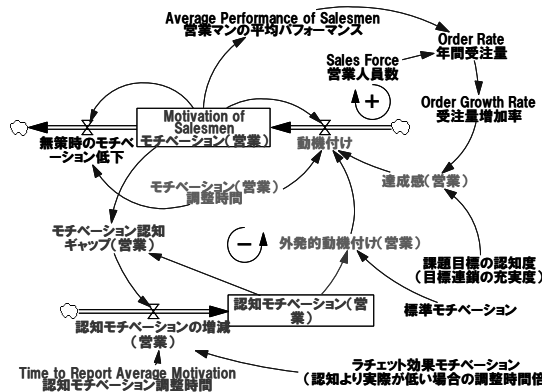 Average Performance of Salesmen
営業マンの平均パフォーマンス
Order Rate
年間受注量
Sales Force
営業人員数
+
Order Growth Rate
受注量増加率
Motivation of
Salesmen
モチベーション(営業)
無策時のモチベ
ーション低下
動機付け
モチベーション(営業)
調整時間
達成感(営業)
モチベーション認知
ギャップ(営業)
−
外発的動機付け(営業)
課題目標の認知度
(目標連鎖の充実度)
認知モチベーション(営
業)
標準モチベーション
認知モチベーションの増減
(営業)
Time to Report Average Motivation
認知モチベーション調整時間
ラチェット効果モチベーション
(認知より実際が低い場合の調整時間倍